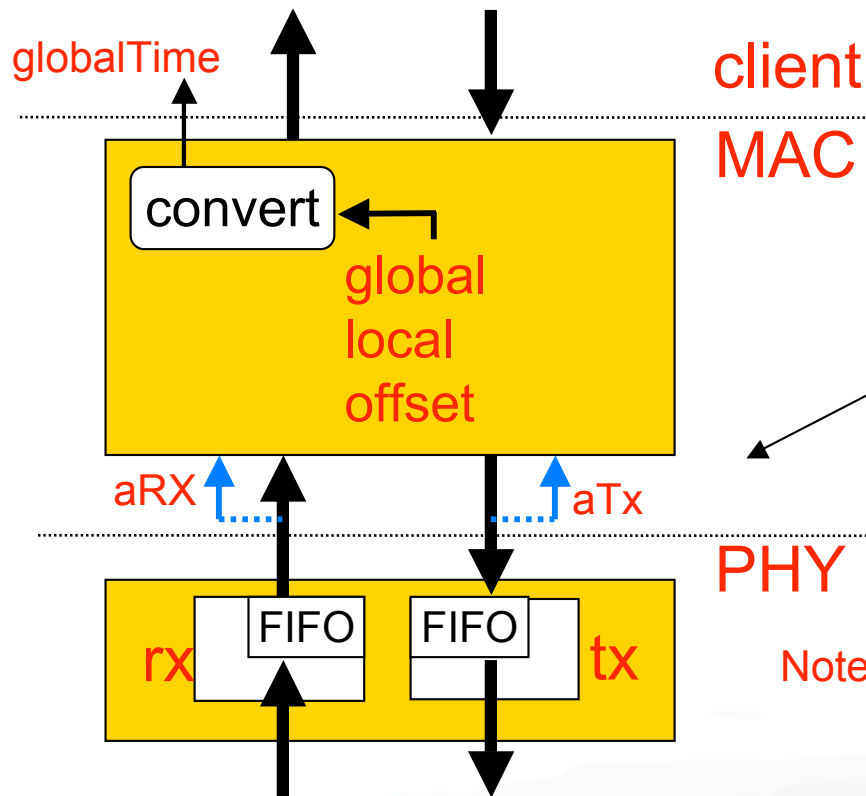 globalTime
client
MAC
convert
global
local
offset
aRX
aTx
PHY
FIFO
FIFO
rx
tx
Note